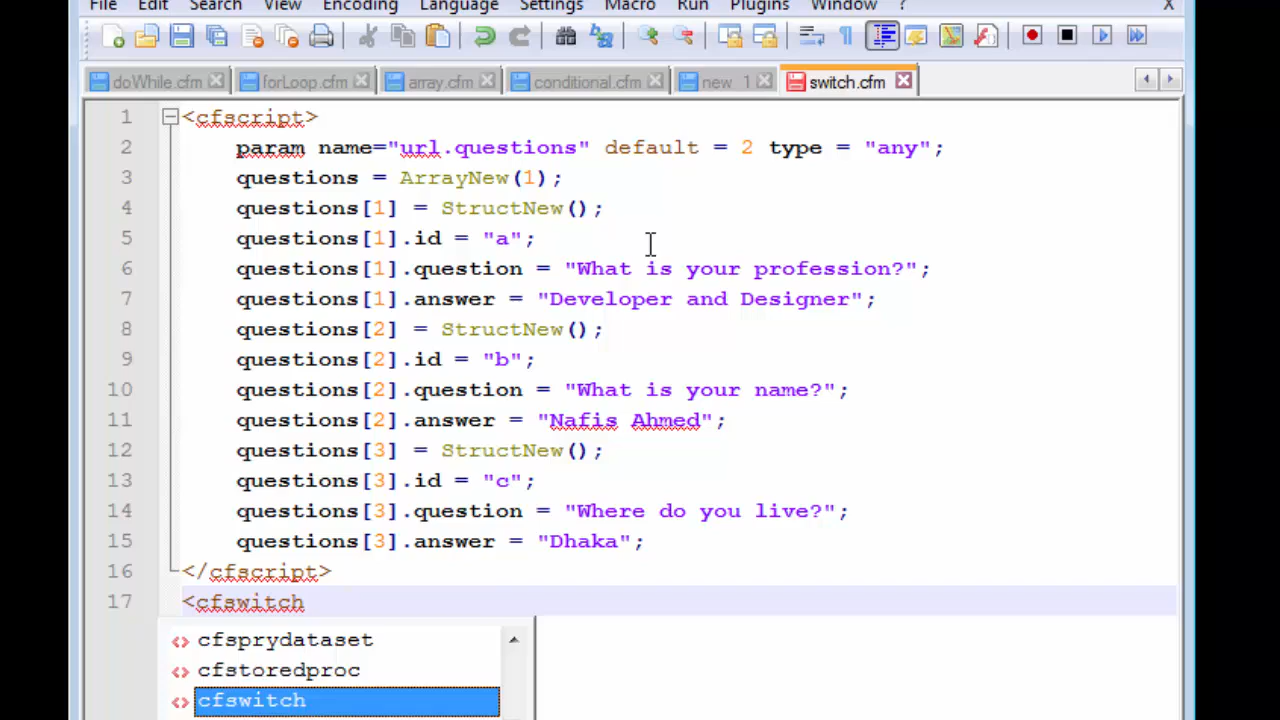 File Edit Search View Encoding Language Settings Macro Run Plugins Window ? X
doWhile.cfm forLoop.cfm array.cfm conditional.cfm new 1 switch.cfm
1 <cfscript>
2 param name="url.questions" default = 2 type = "any";
3 questions = ArrayNew(1);
4 questions[1] = StructNew();
5 questions[1].id = "a";
6 questions[1].question = "What is your profession?";
7 questions[1].answer = "Developer and Designer";
8 questions[2] = StructNew();
9 questions[2].id = "b";
10 questions[2].question = "What is your name?";
11 questions[2].answer = "Nafis Ahmed";
12 questions[3] = StructNew();
13 questions[3].id = "c";
14 questions[3].question = "Where do you live?";
15 questions[3].answer = "Dhaka";
16 </cfscript>
17 <cfswitch
cfsprydataset
cfstoredproc
cfswitch